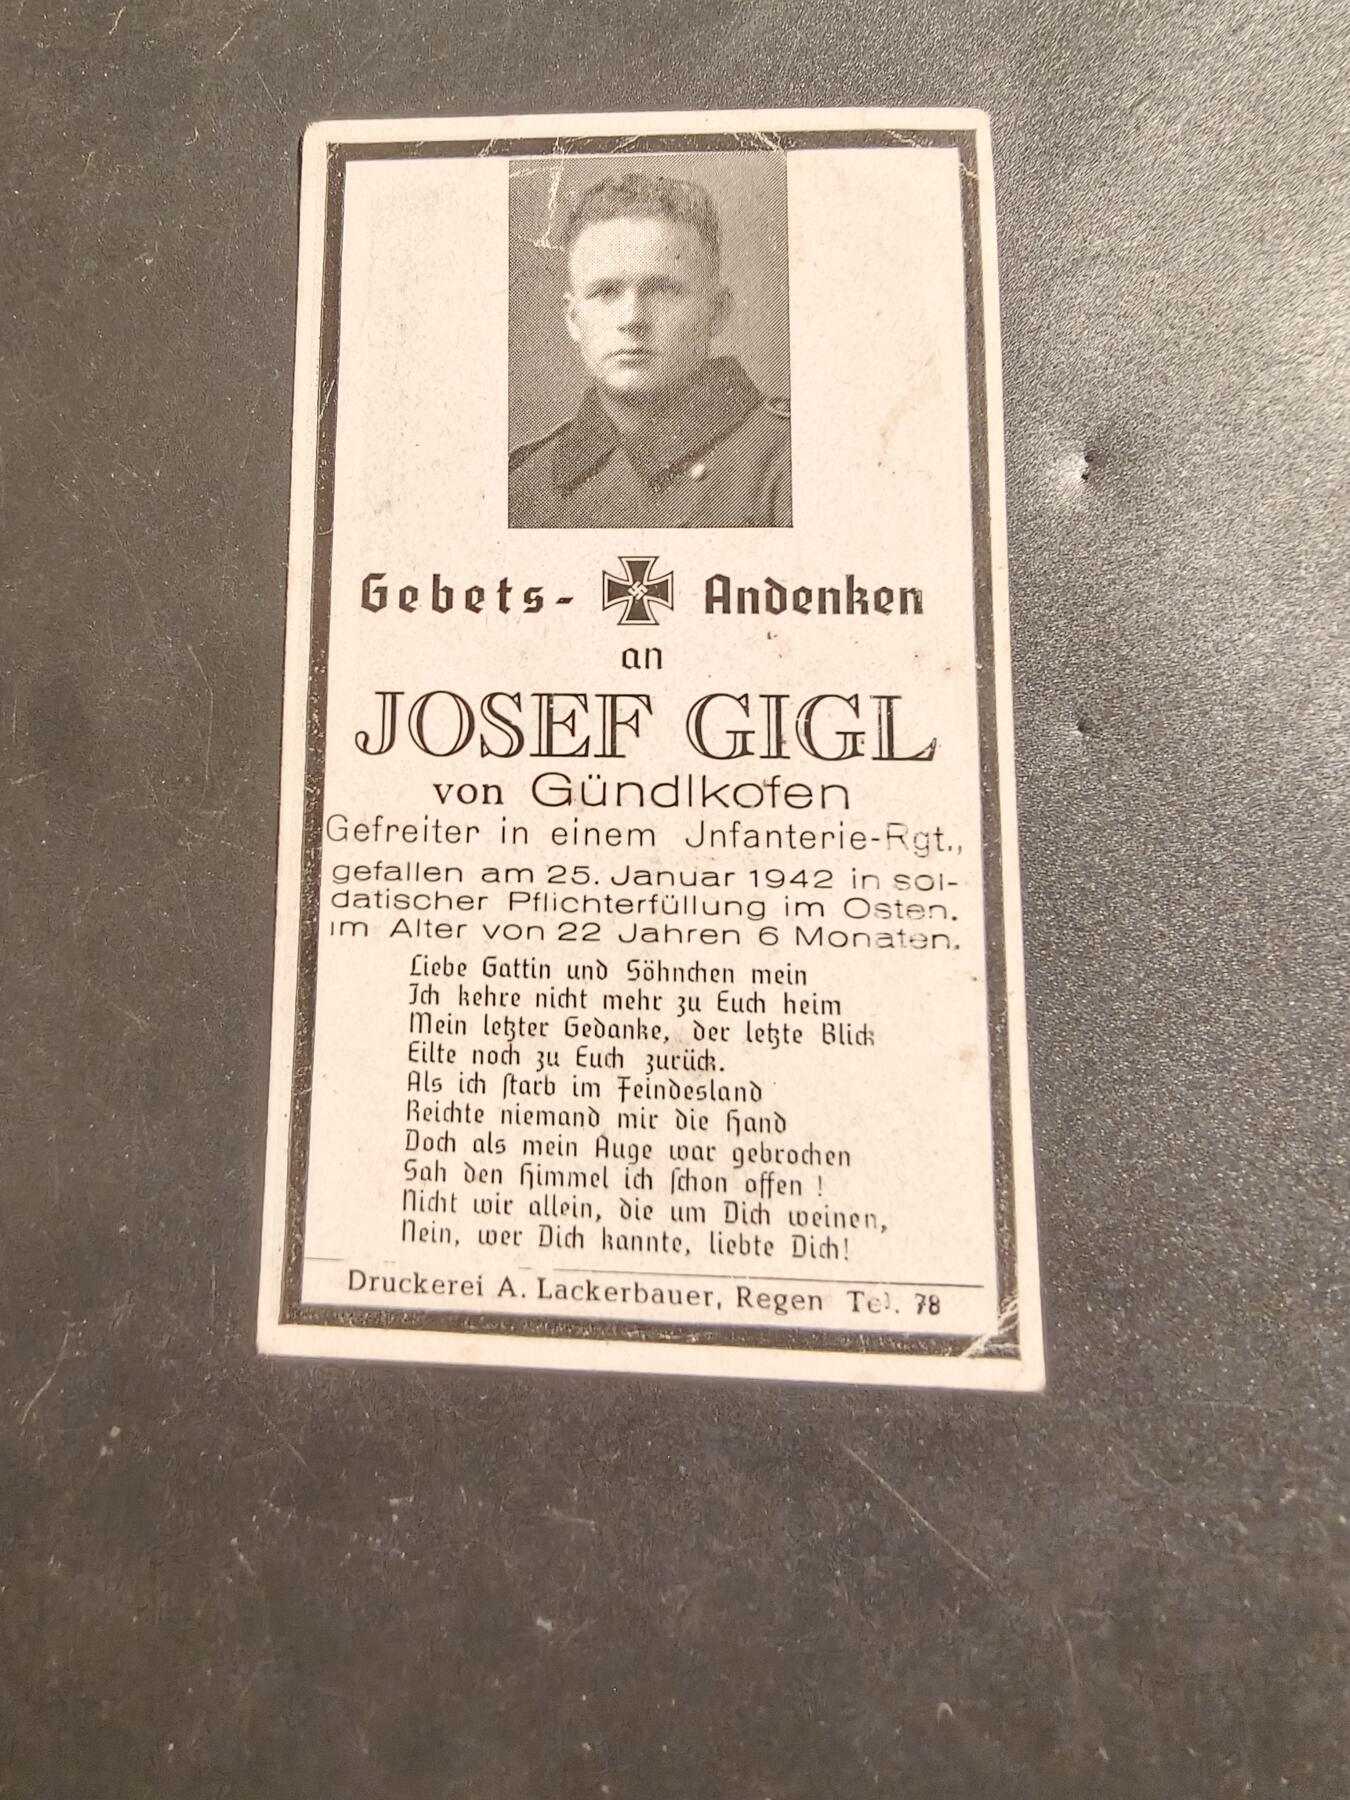 Gebets- Andenken
an
JOSEF GIGL
von Gündlkofen
Gefreiter in einem Jnfanterie-Rgt.,
gefallen am 25. Januar 1942 in sol-
datischer Pflichterfüllung im Osten.
im Alter von 22 Jahren 6 Monaten.
Liebe Gattin und Söhnchen mein
Ich kehre nicht mehr zu Euch heim
Mein letzter Gedanke, der letzte Blick
Eilte noch zu Euch zurück.
Als ich starb im Feindesland
Reichte niemand mir die Hand
Doch als mein Auge war gebrochen
Sah den Himmel ich schon offen !
Nicht wir allein, die um Dich weinen,
Nein, wer Dich kannte, liebte Dich!
Druckerei A. Lackerbauer, Regen Tel. 78